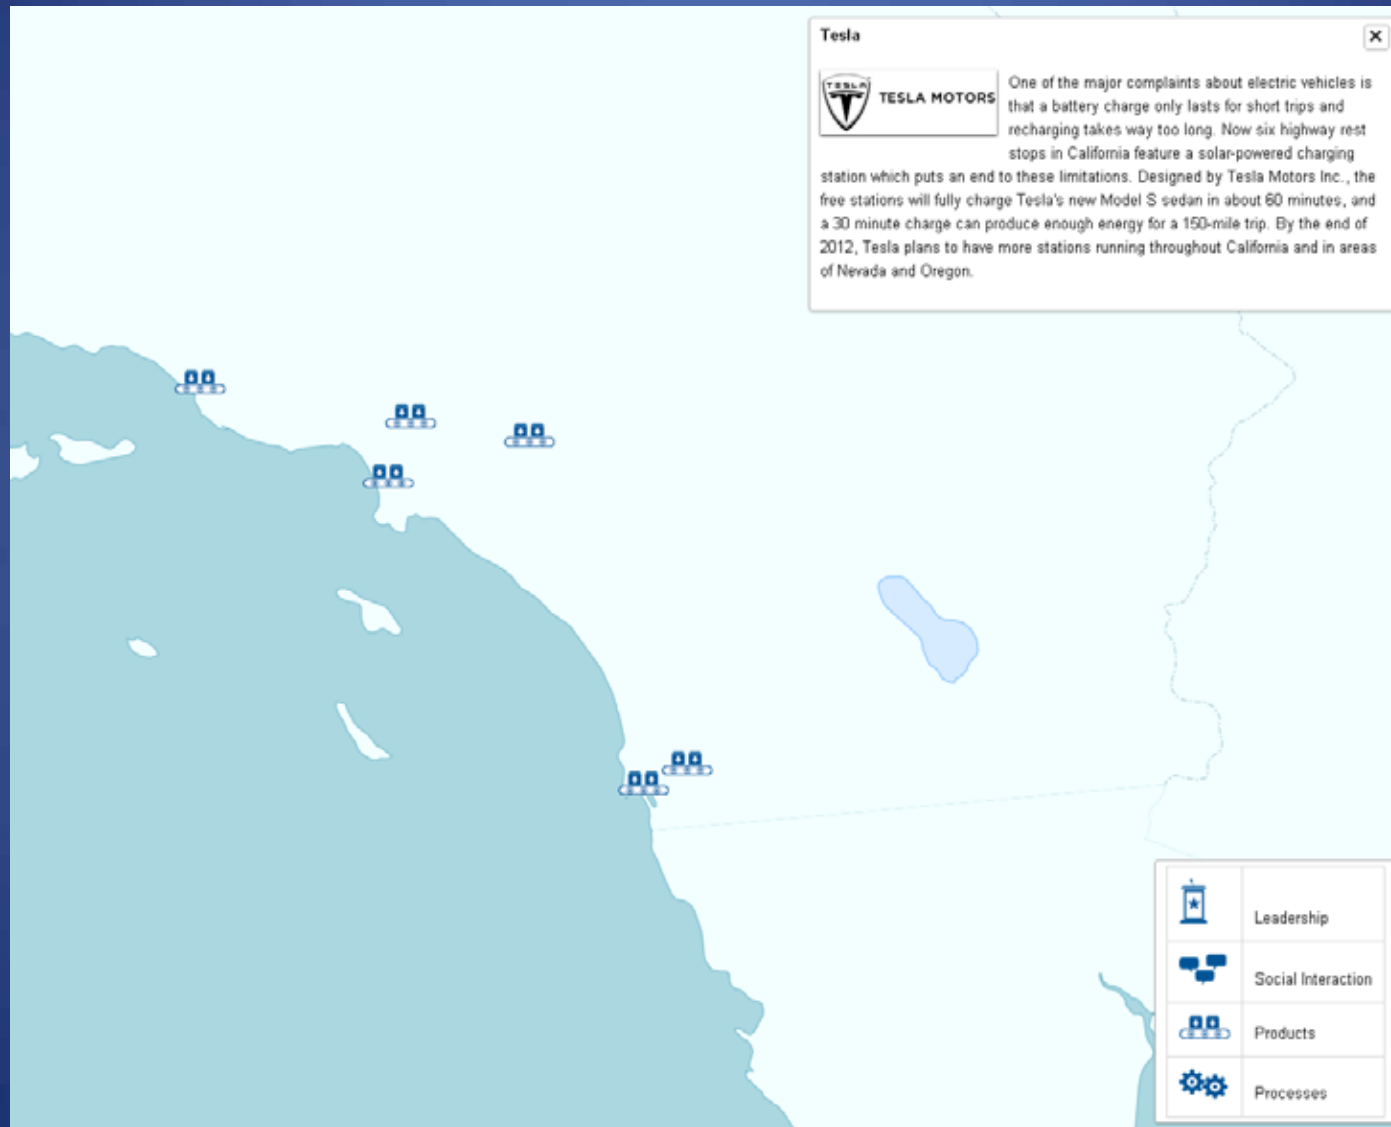 Tesla
TESLA
TESLA MOTORS
One of the major complaints about electric vehicles is
that a battery charge only lasts for short trips and
recharging takes way too long. Now six highway rest
stops in California feature a solar-powered charging
station which puts an end to these limitations. Designed by Tesla Motors Inc., the
free stations will fully charge Tesla's new Model S sedan in about 60 minutes, and
a 30 minute charge can produce enough energy for a 150-mile trip. By the end of
2012, Tesla plans to have more stations running throughout California and in areas
of Nevada and Oregon.
Leadership
Social Interaction
Products
Processes